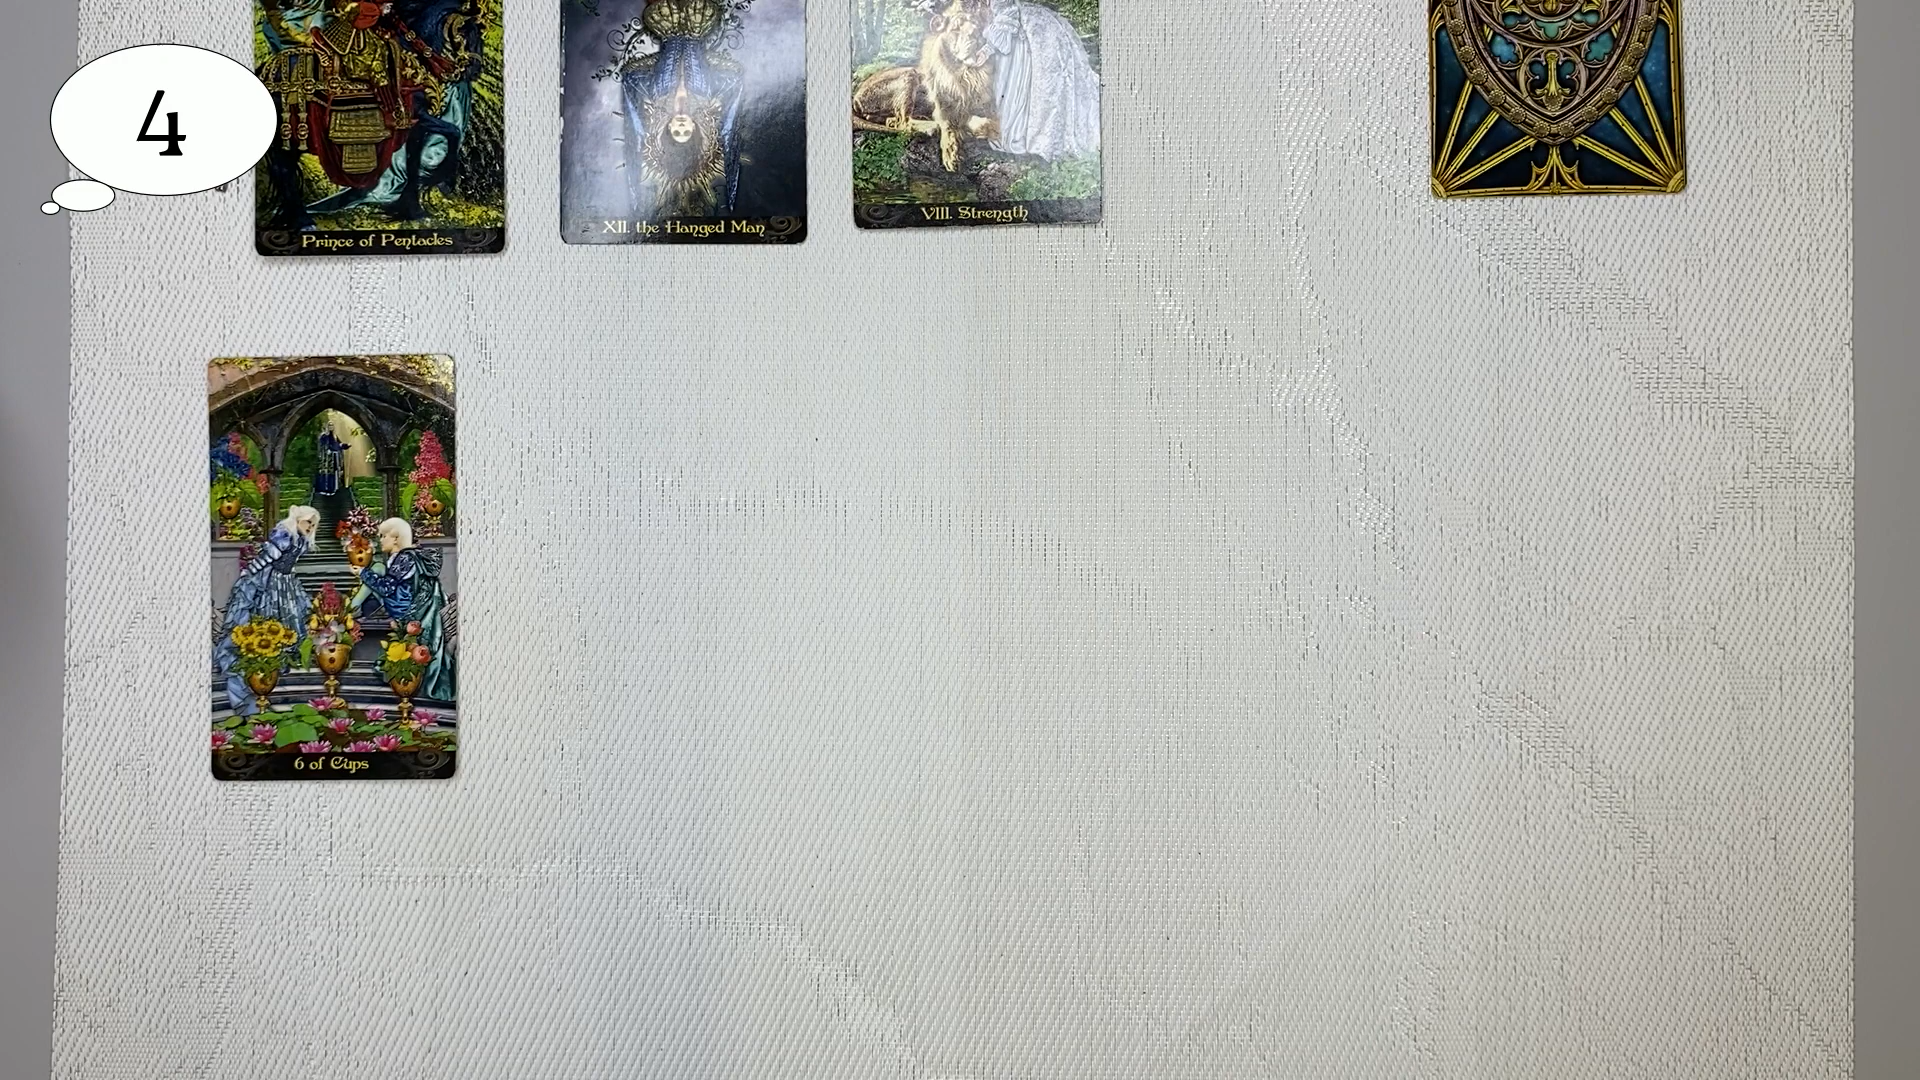 4
Prince of Pentacles
XII. the Hanged Man
VIII. Strength
6 of Cups